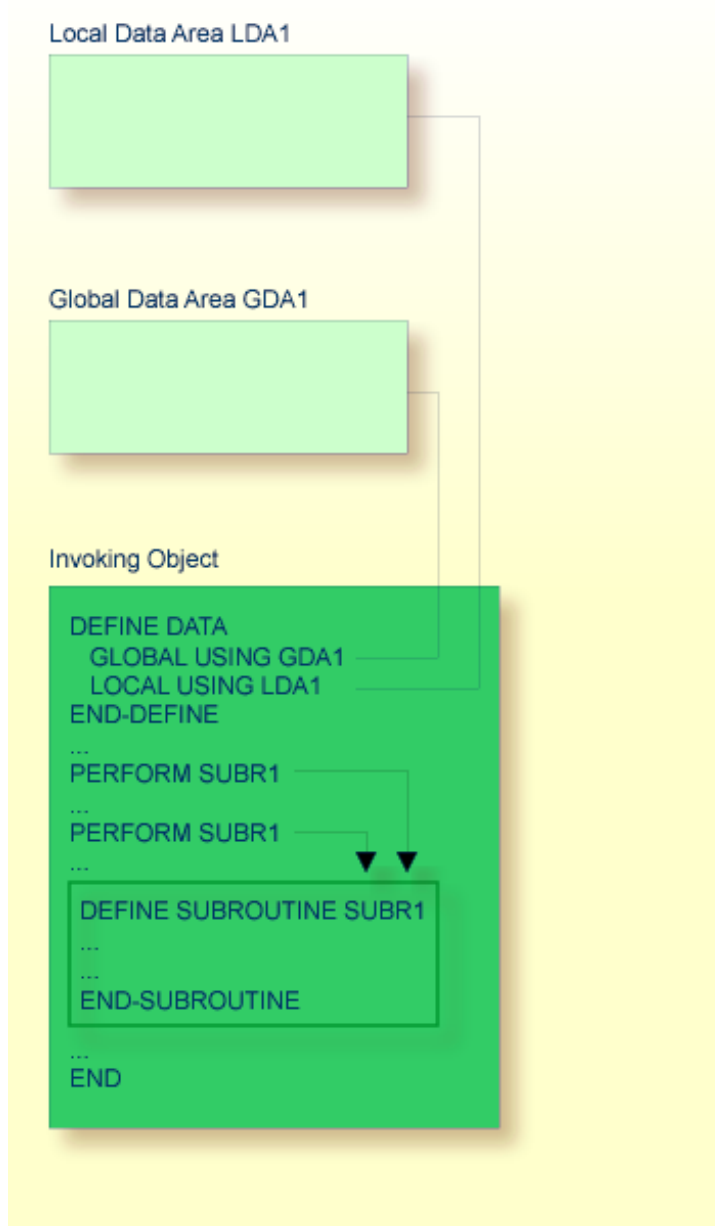 Local Data Area LDA1
Global Data Area GDA1
Invoking Object
DEFINE DATA
GLOBAL USING GDA1
LOCAL USING LDA1
END-DEFINE
...
PERFORM SUBR1
...
PERFORM SUBR1
...
DEFINE SUBROUTINE SUBR1
...
...
END-SUBROUTINE
...
END